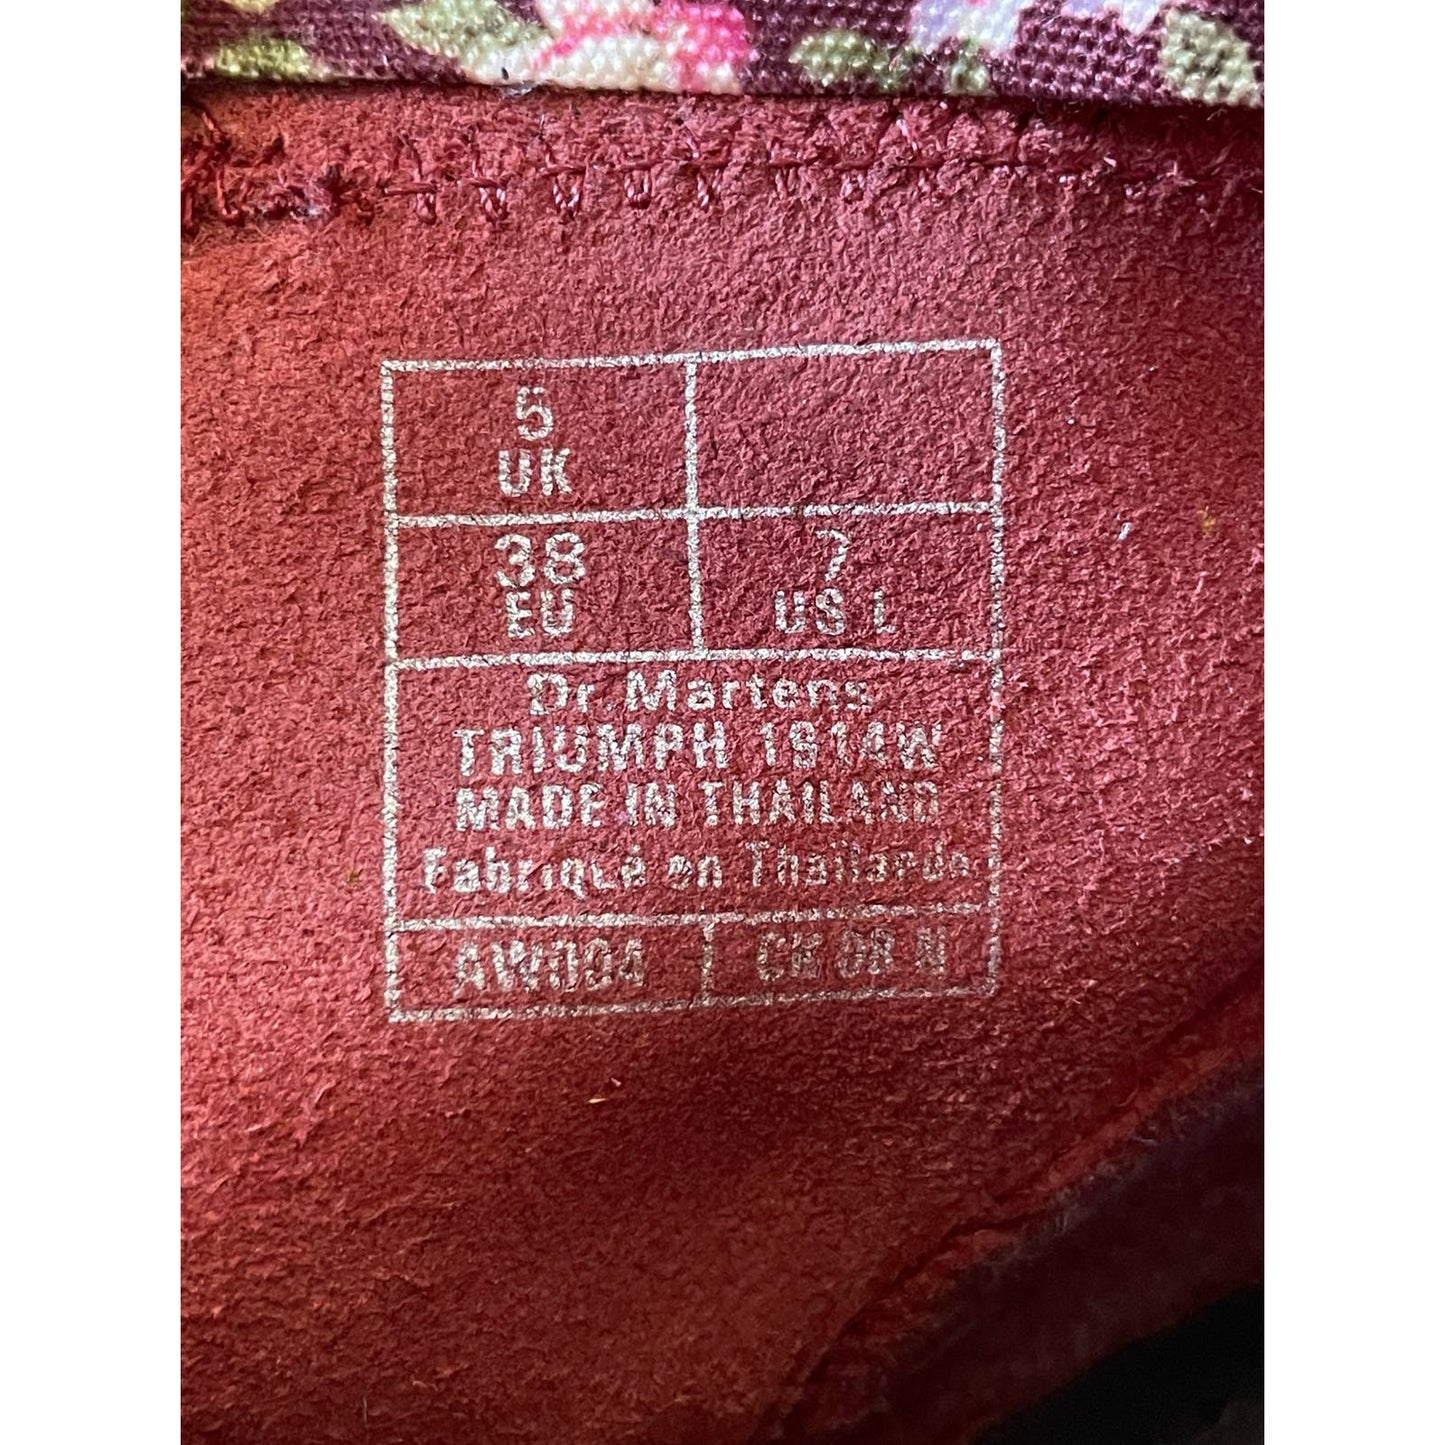 5
UK
38
EU
7
US L
Dr. Martens
TRIUMPH 1914W
MADE IN THAILAND
Fabriqué en Thaïlande
AW004
CK 08 N